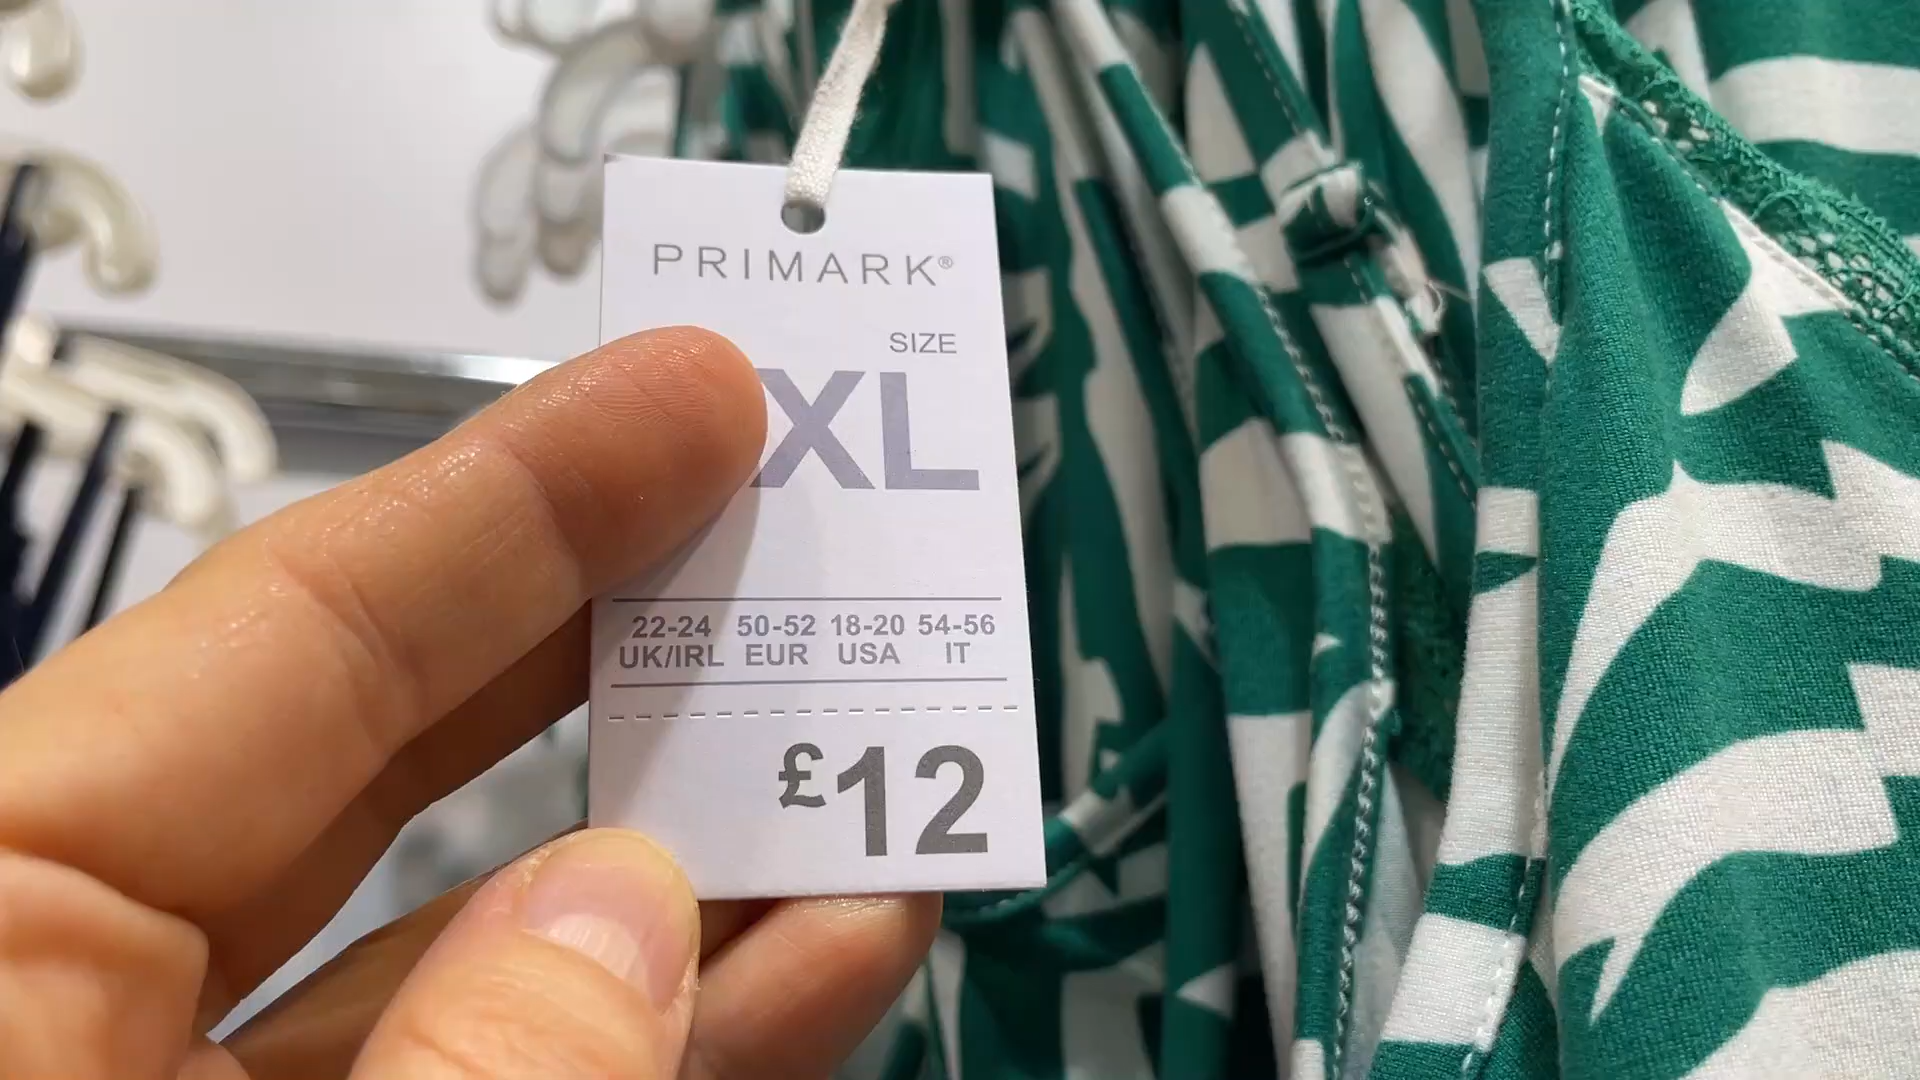 PRIMARK®
SIZE
XL
22-24 50-52 18-20 54-56
UK/IRL EUR USA IT
£12